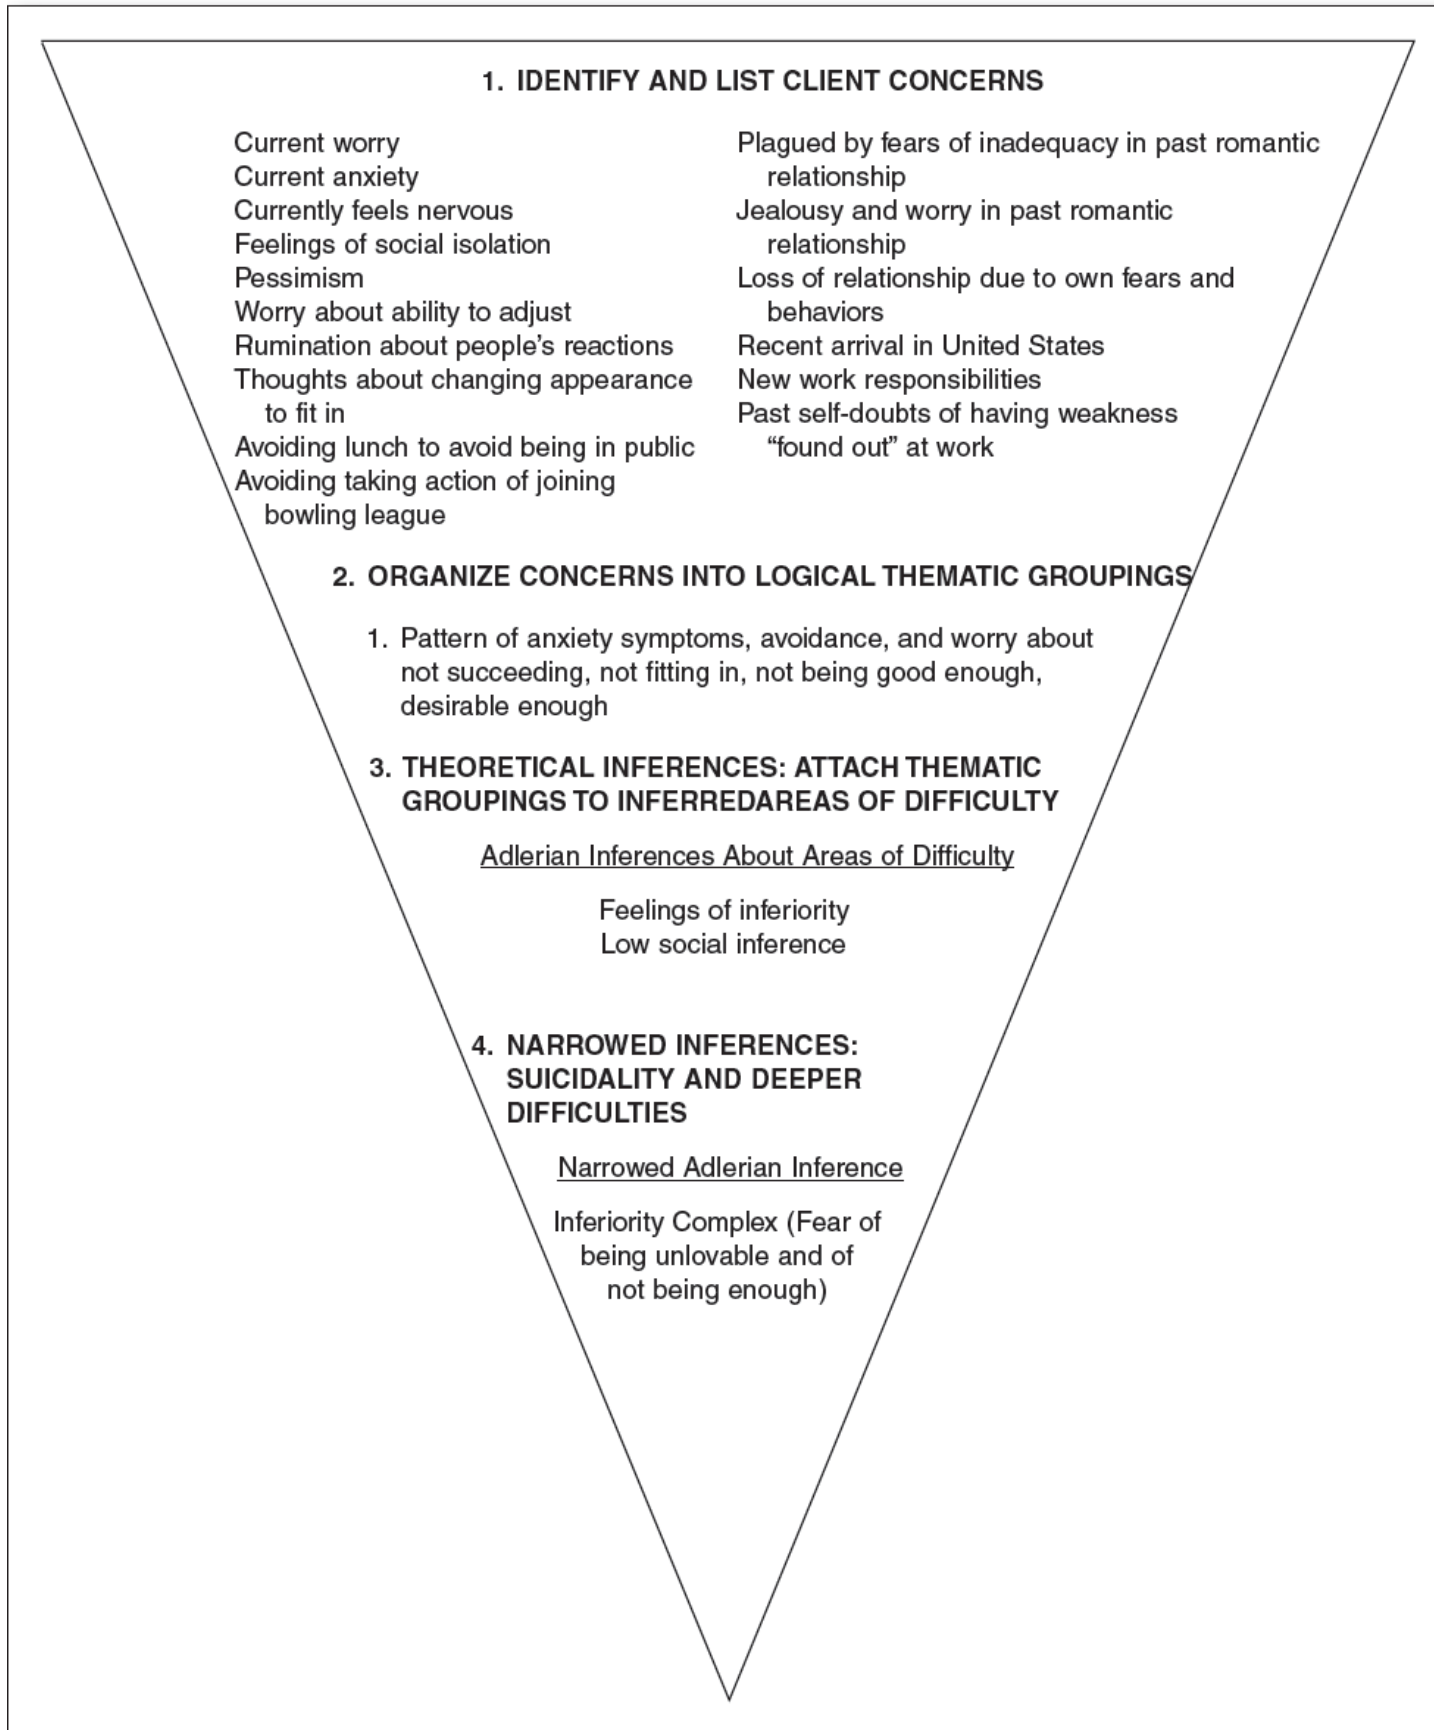 1. IDENTIFY AND LIST CLIENT CONCERNS
Current worry
Current anxiety
Currently feels nervous
Feelings of social isolation
Pessimism
Worry about ability to adjust
Rumination about people’s reactions
Thoughts about changing appearance
to fit in
Avoiding lunch to avoid being in public
Avoiding taking action of joining
bowling league
Plagued by fears of inadequacy in past romantic
relationship
Jealousy and worry in past romantic
relationship
Loss of relationship due to own fears and
behaviors
Recent arrival in United States
New work responsibilities
Past self-doubts of having weakness
“found out” at work
2. ORGANIZE CONCERNS INTO LOGICAL THEMATIC GROUPINGS
1. Pattern of anxiety symptoms, avoidance, and worry about
not succeeding, not fitting in, not being good enough,
desirable enough
3. THEORETICAL INFERENCES: ATTACH THEMATIC
GROUPINGS TO INFERREDAREAS OF DIFFICULTY
Adlerian Inferences About Areas of Difficulty
Feelings of inferiority
Low social inference
4. NARROWED INFERENCES:
SUICIDALITY AND DEEPER
DIFFICULTIES
Narrowed Adlerian Inference
Inferiority Complex (Fear of
being unlovable and of
not being enough)